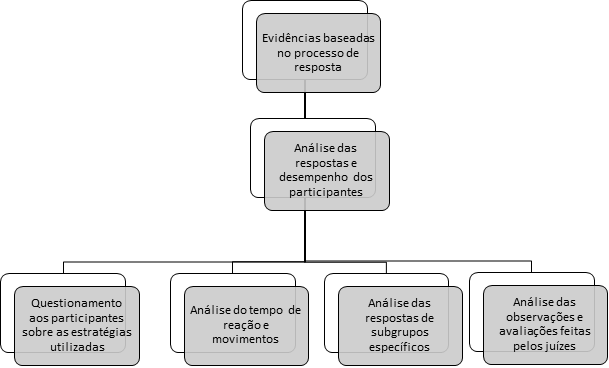 Evidências baseadas
no processo de
resposta
Análise das
respostas e
desempenho dos
participantes
Questionamento
aos participantes
sobre as estratégias
utilizadas
Análise do tempo de
reação e
movimentos
Análise das
respostas de
subgrupos
específicos
Análise das
observações e
avaliações feitas
pelos juízes